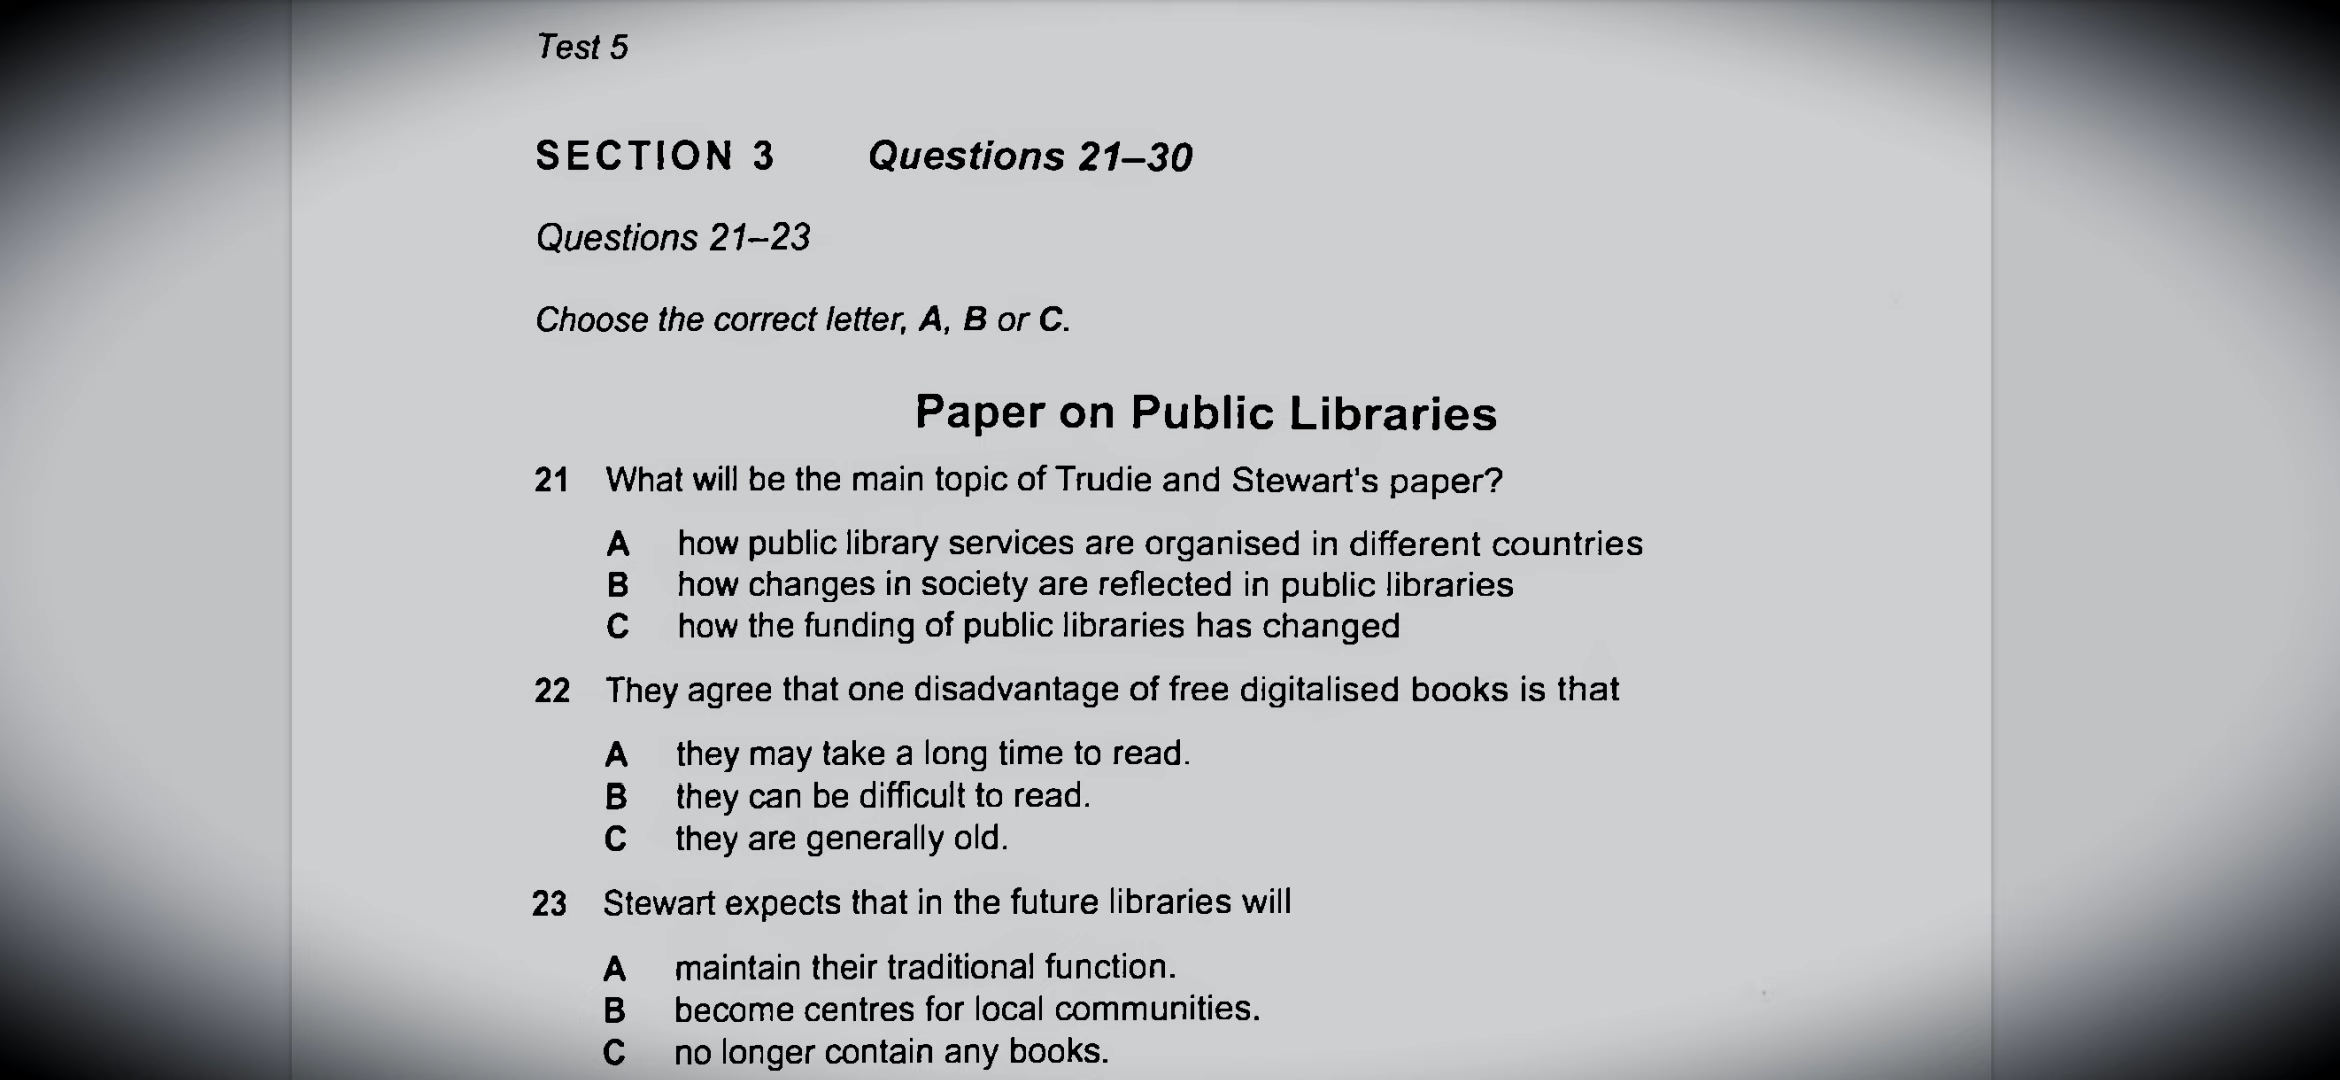 Test 5
SECTION 3 Questions 21–30
Questions 21–23
Choose the correct letter, A, B or C.
Paper on Public Libraries
21 What will be the main topic of Trudie and Stewart's paper?
A how public library services are organised in different countries
B how changes in society are reflected in public libraries
C how the funding of public libraries has changed
22 They agree that one disadvantage of free digitalised books is that
A they may take a long time to read.
B they can be difficult to read.
C they are generally old.
23 Stewart expects that in the future libraries will
A maintain their traditional function.
B become centres for local communities.
C no longer contain any books.